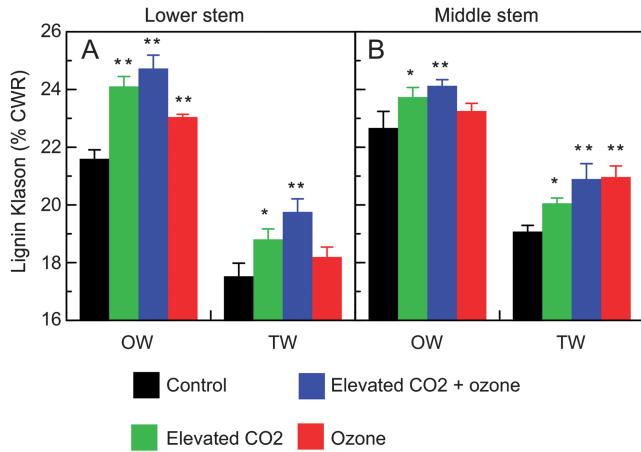 Lower stem Middle stem
A B
Lignin Klason (% CWR)
26
24
22
20
18
16
** ** ** * ** * ** * ** ** 
OW TW OW TW
Control Elevated CO2 + ozone
Elevated CO2 Ozone